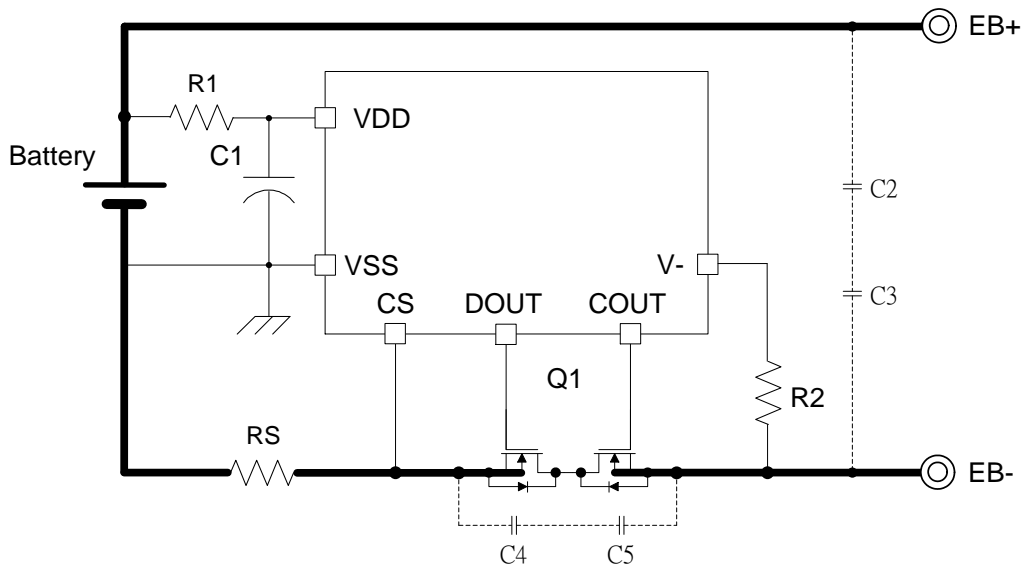 EB+
R1
VDD
C1
Battery
C2
VSS
V-
C3
CS
DOUT
COUT
Q1
R2
RS
EB-
C4
C5